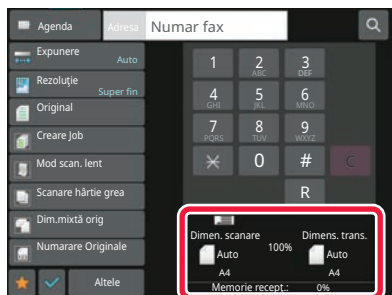 Agenda
Adresa
Numar fax
Expunere
Auto
Rezoluție
Super fin
Original
Creare Job
Mod scan. lent
Scanare hârtie grea
Dim.mixtă orig
Numarare Originale
Altele
1
2
ABC
3
DEF
4
GHI
5
JKL
6
MNO
7
PQRS
8
TUV
9
WXYZ
0
#
C
R
Dimen. scanare
Dimens. trans.
Auto
100%
Auto
A4
A4
Memorie recept.:
0%